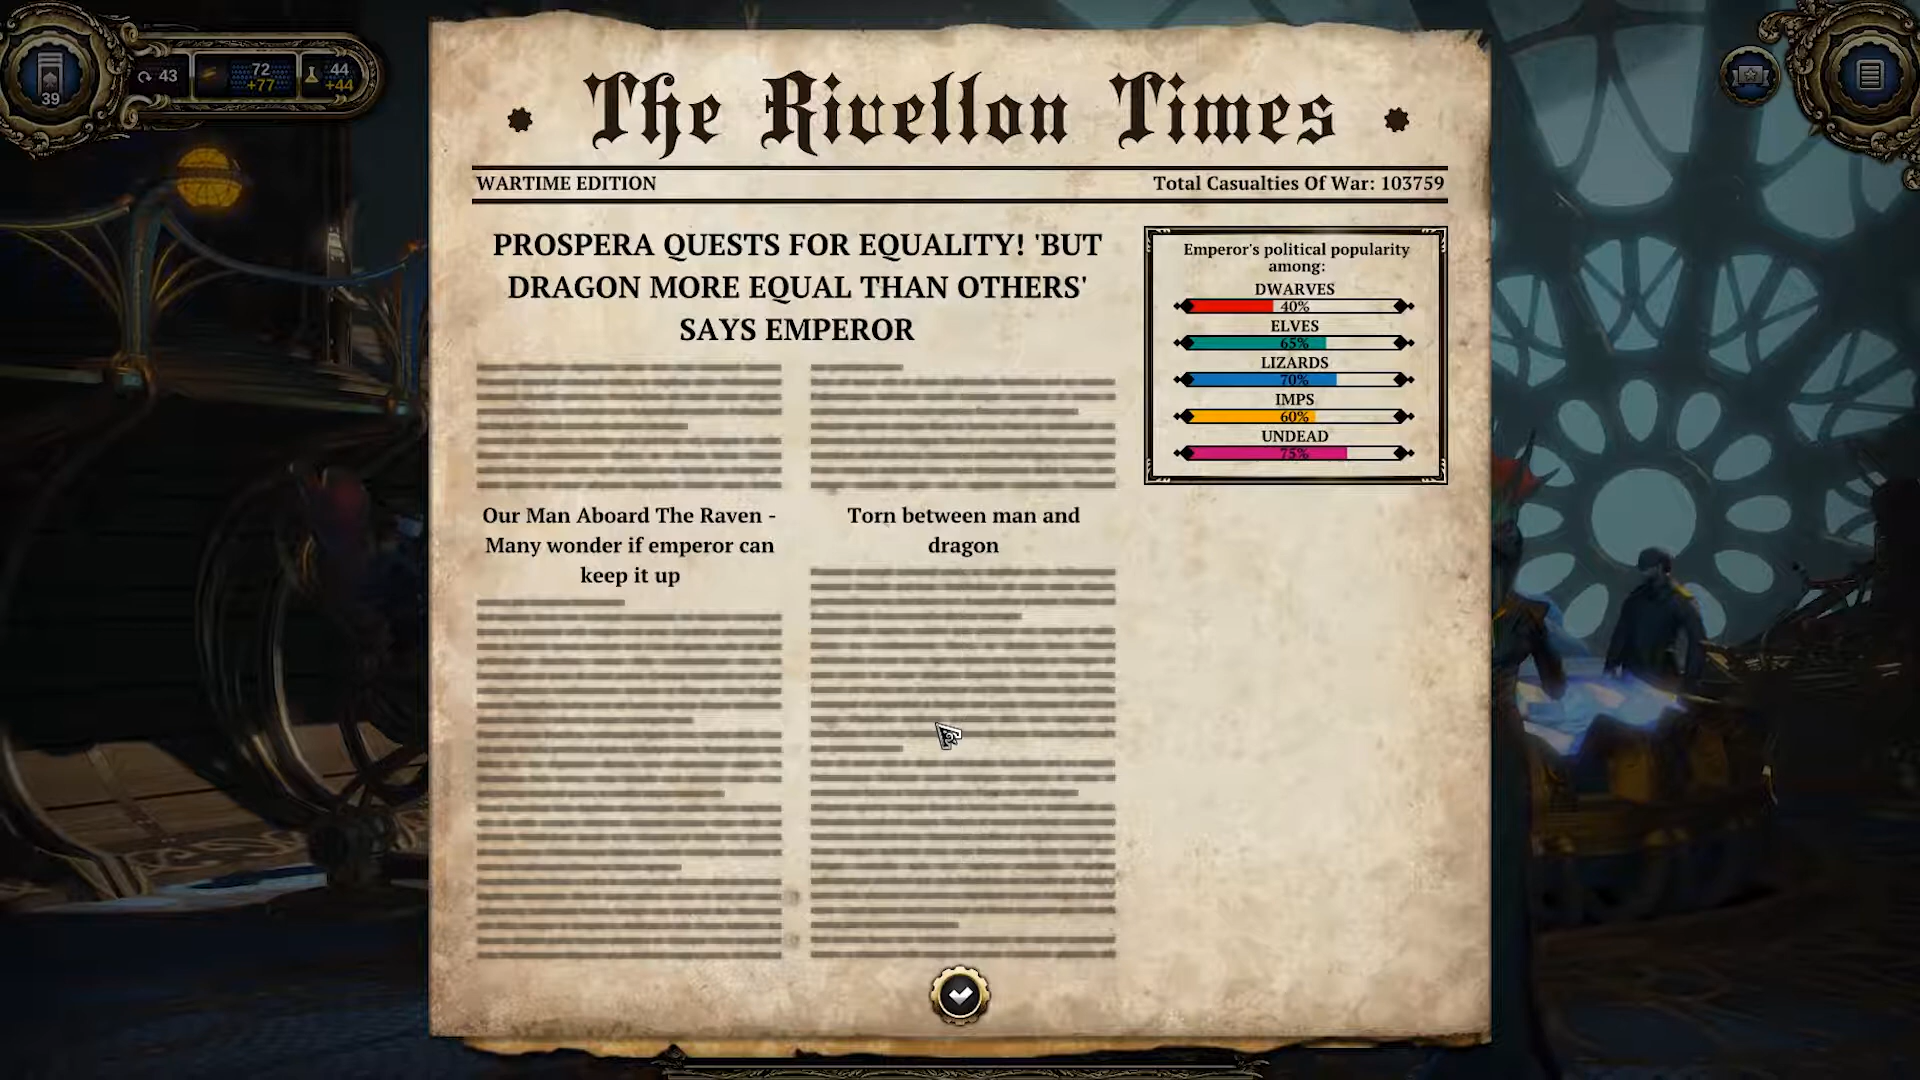 39
43
72
+77
44
+44
The Rivellon Times
WARTIME EDITION
Total Casualties Of War: 103759
PROSPERA QUESTS FOR EQUALITY! 'BUT
DRAGON MORE EQUAL THAN OTHERS'
SAYS EMPEROR
Our Man Aboard The Raven -
Many wonder if emperor can
keep it up
Torn between man and
dragon
Emperor's political popularity
among:
DWARVES
40%
ELVES
65%
LIZARDS
70%
IMPS
60%
UNDEAD
75%